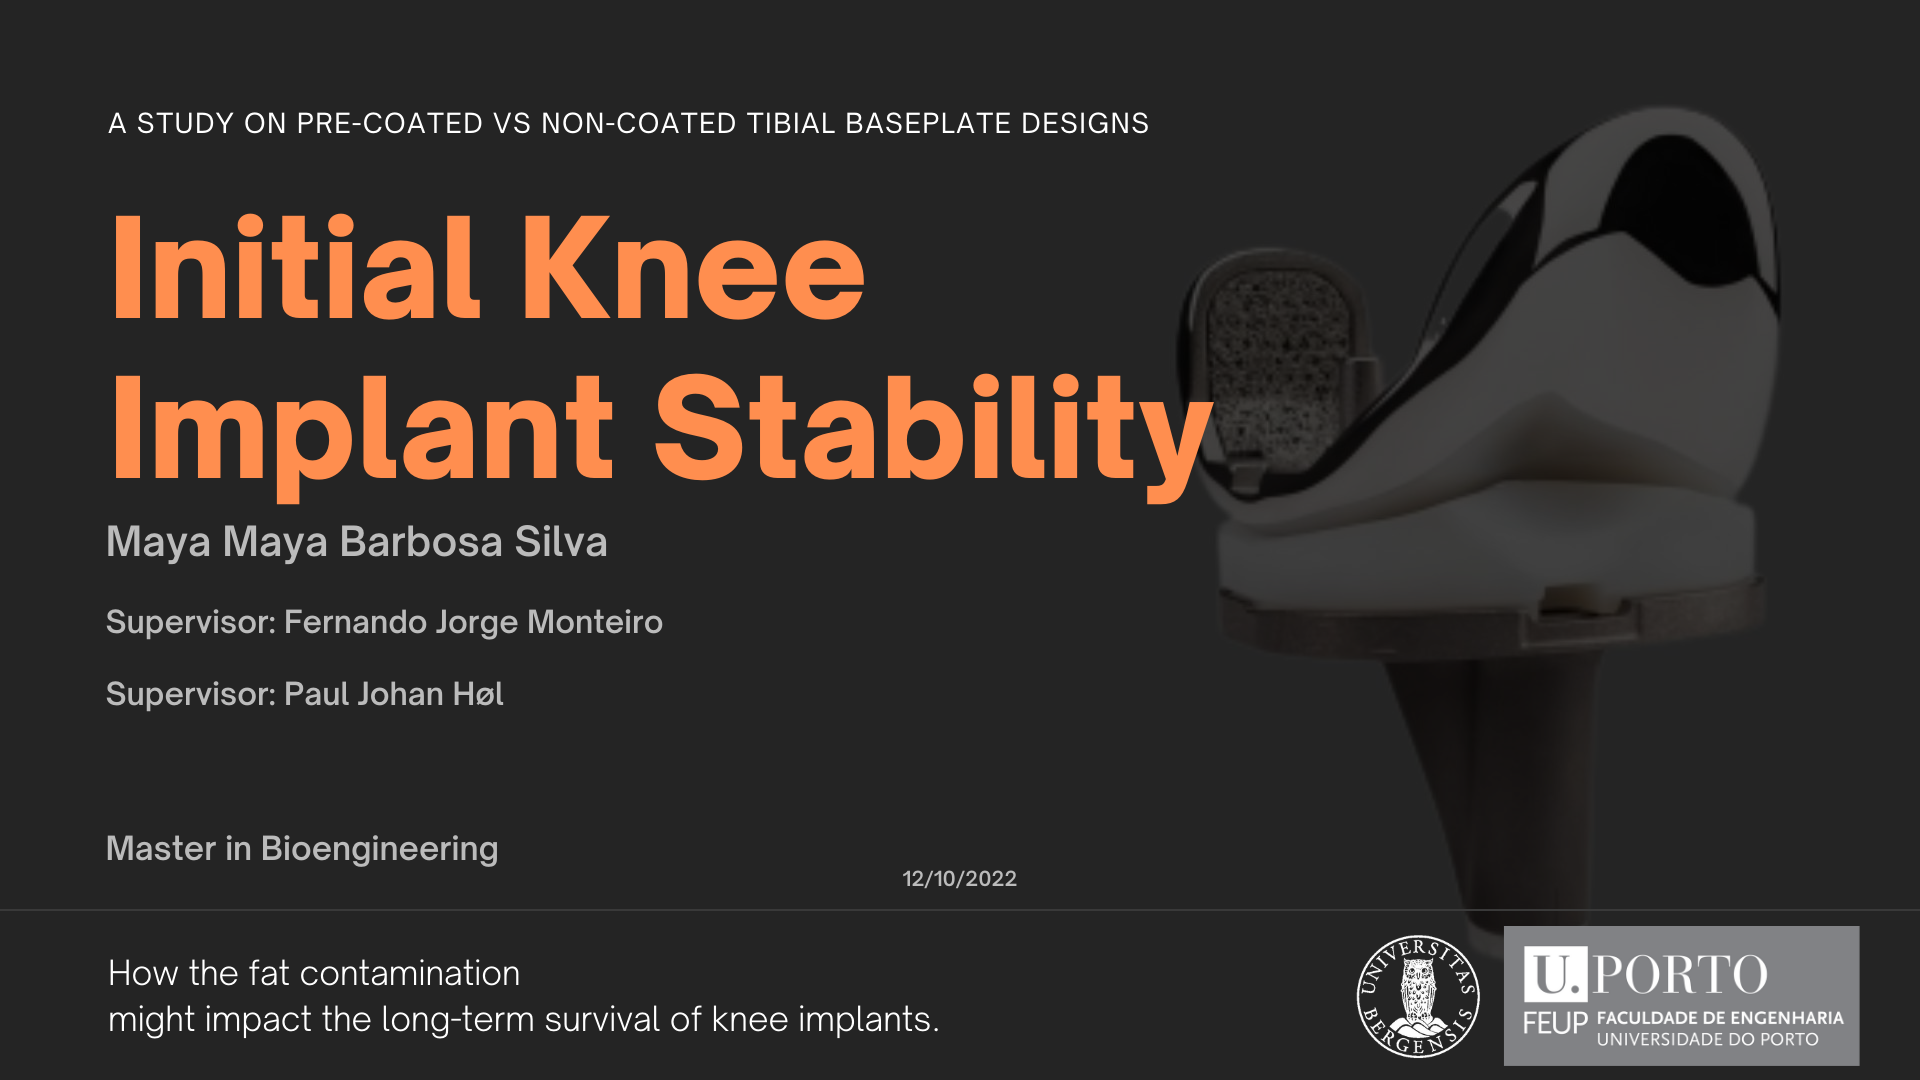 A STUDY ON PRE-COATED VS NON-COATED TIBIAL BASEPLATE DESIGNS
Initial Knee
Implant Stability
Maya Maya Barbosa Silva
Supervisor: Fernando Jorge Monteiro
Supervisor: Paul Johan Høl
Master in Bioengineering
12/10/2022
How the fat contamination
might impact the long-term survival of knee implants.
UNIVERSITAS BERGENSIS
U. PORTO
FEUP FACULDADE DE ENGENHARIA
UNIVERSIDADE DO PORTO